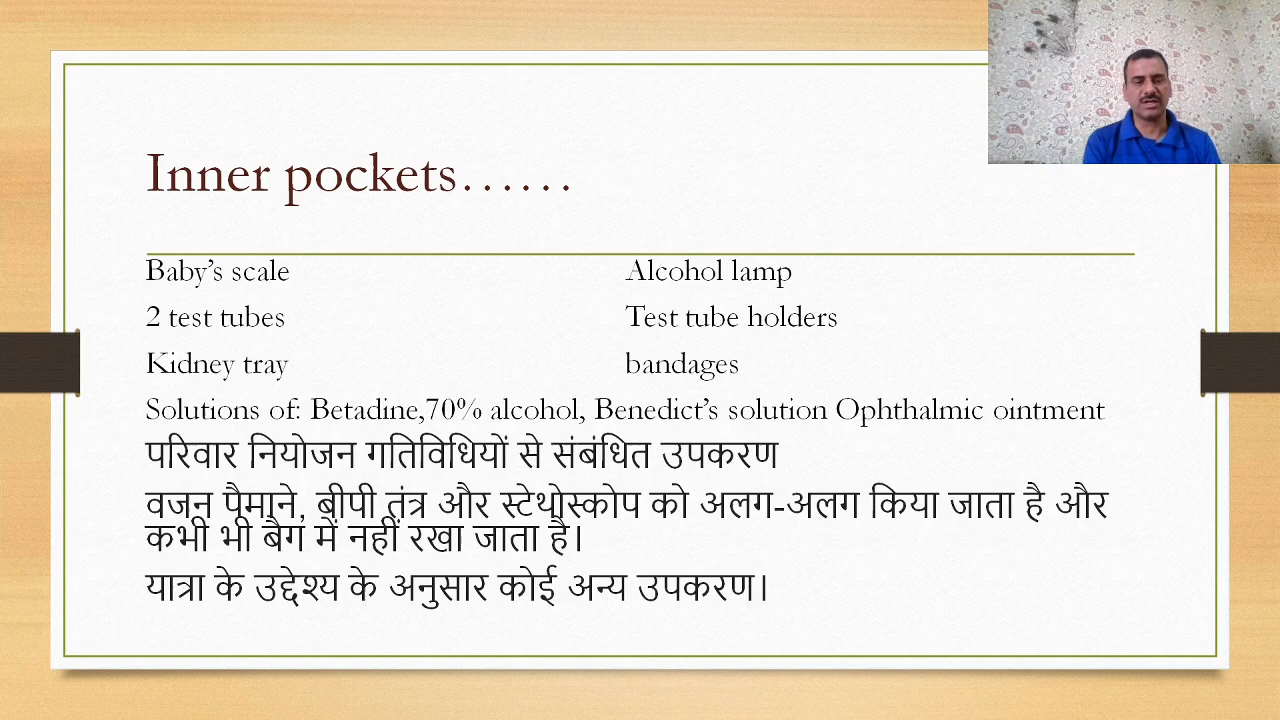 Inner pockets......
Baby's scale Alcohol lamp
2 test tubes Test tube holders
Kidney tray bandages
Solutions of: Betadine,70% alcohol, Benedict's solution Ophthalmic ointment
परिवार नियोजन गतिविधियों से संबंधित उपकरण
वजन पैमाने, बीपी तंत्र और स्टेथोस्कोप को अलग-अलग किया जाता है और
कभी भी बैग में नहीं रखा जाता है।
यात्रा के उद्देश्य के अनुसार कोई अन्य उपकरण।